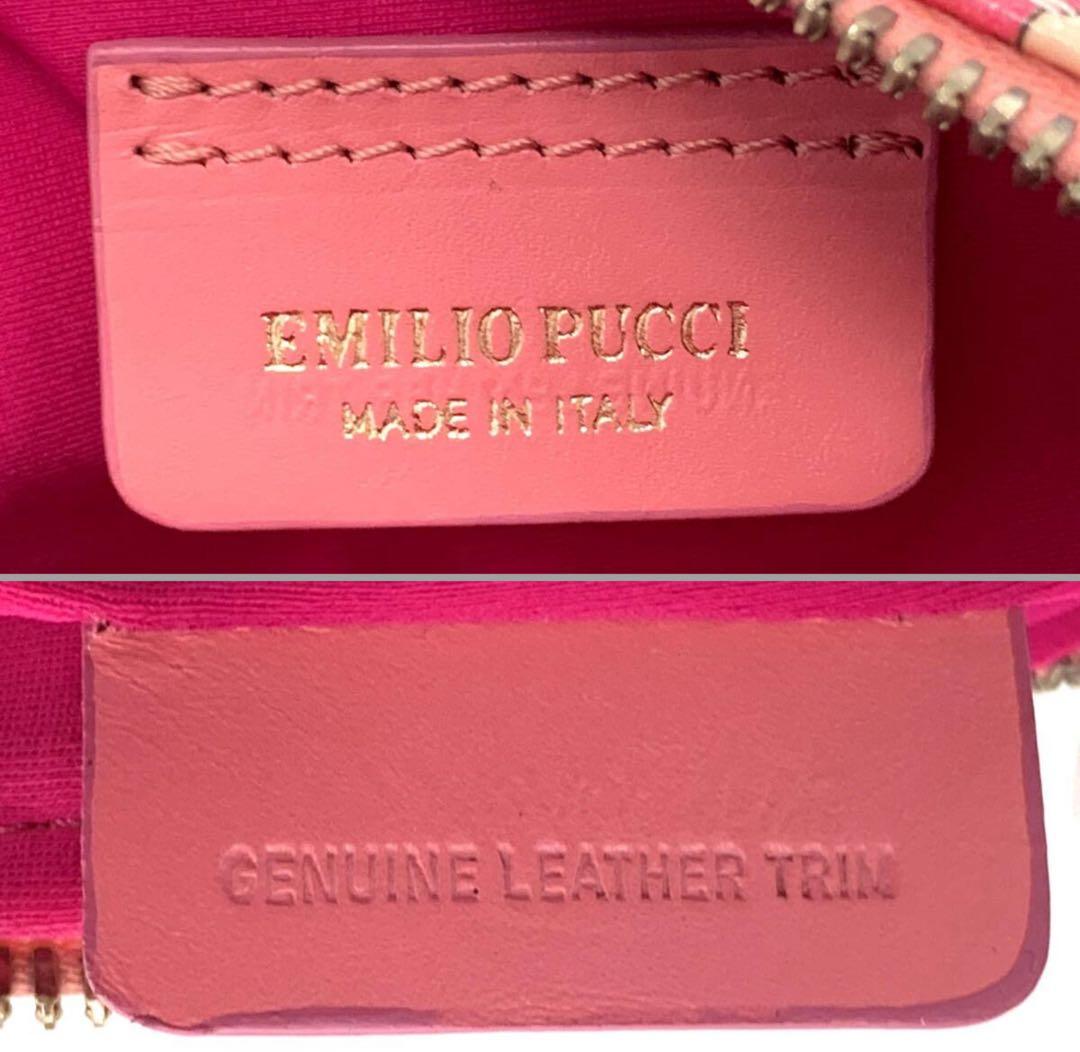 EMILIO PUCCI
MADE IN ITALY
GENUINE LEATHER TRIM